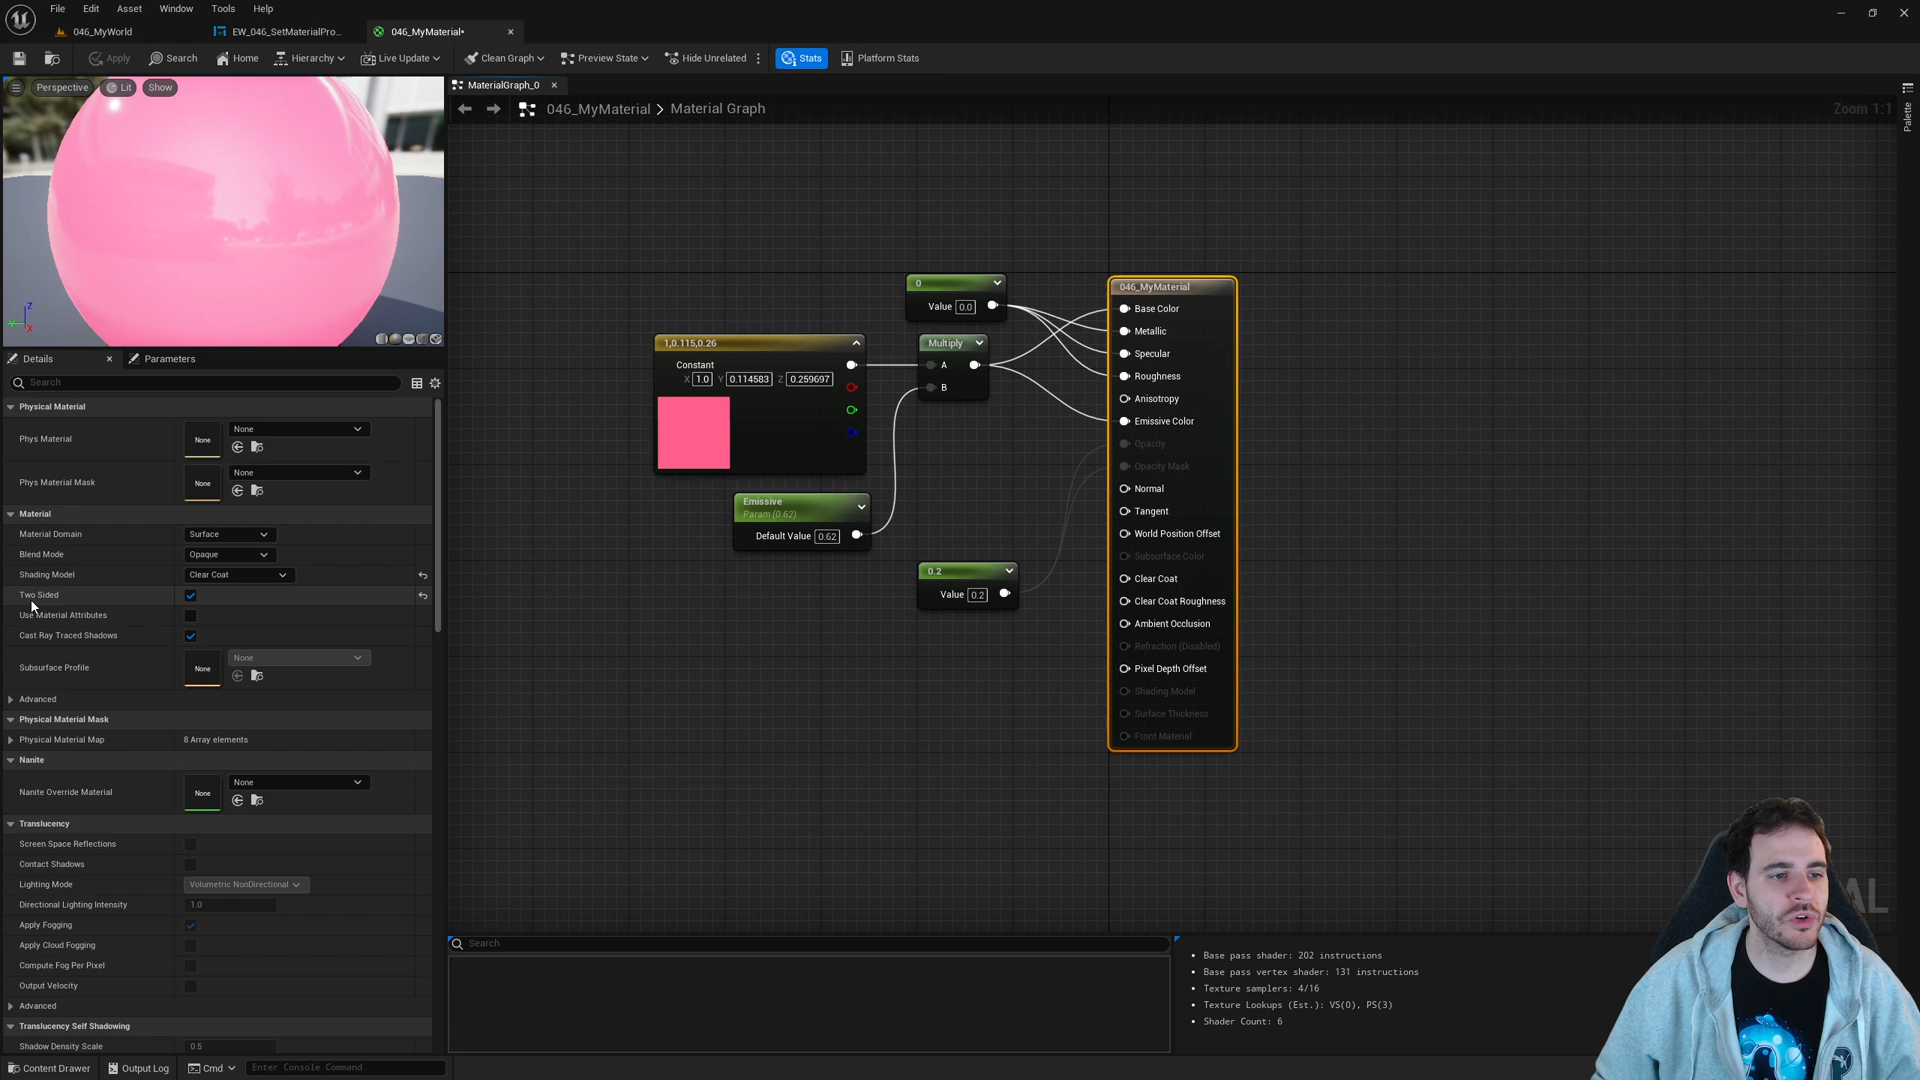 File Edit Asset Window Tools Help
046_MyWorld EW_046_SetMaterialPro... 046_MyMaterial*
Apply Search Home Hierarchy Live Update Clean Graph Preview State Hide Unrelated Stats Platform Stats
Perspective Lit Show
MaterialGraph_0
046_MyMaterial > Material Graph Zoom 1:1
Palette
Z
Y
X
Details Parameters
Search
Physical Material
Phys Material None None
Phys Material Mask None None
Material
Material Domain Surface
Blend Mode Opaque
Shading Model Clear Coat
Two Sided
Use Material Attributes
Cast Ray Traced Shadows
Subsurface Profile None None
Advanced
Physical Material Mask
Physical Material Map 8 Array elements
Nanite
Nanite Override Material None None
Translucency
Screen Space Reflections
Contact Shadows
Lighting Mode Volumetric NonDirectional
Directional Lighting Intensity 1.0
Apply Fogging
Apply Cloud Fogging
Compute Fog Per Pixel
Output Velocity
Advanced
Translucency Self Shadowing
Shadow Density Scale 0.5
0
Value 0.0
1,0.115,0.26
Constant
X 1.0 Y 0.114583 Z 0.259697
Multiply
A
B
Emissive
Param (0.62)
Default Value 0.62
0.2
Value 0.2
046_MyMaterial
Base Color
Metallic
Specular
Roughness
Anisotropy
Emissive Color
Opacity
Opacity Mask
Normal
Tangent
World Position Offset
Subsurface Color
Clear Coat
Clear Coat Roughness
Ambient Occlusion
Refraction (Disabled)
Pixel Depth Offset
Shading Model
Surface Thickness
Front Material
Search
Base pass shader: 202 instructions
Base pass vertex shader: 131 instructions
Texture samplers: 4/16
Texture Lookups (Est.): VS(0), PS(3)
Shader Count: 6
Content Drawer Output Log Cmd Enter Console Command